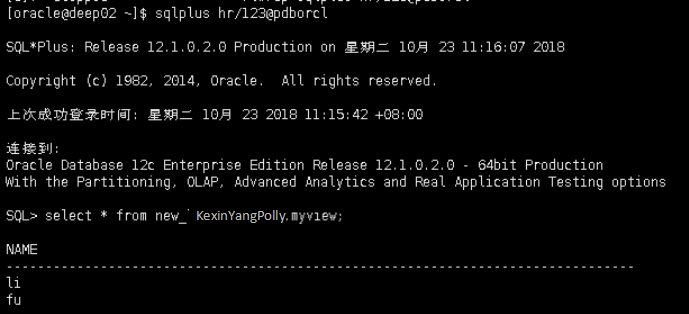 [oracle@deep02 ~]$ sqlplus hr/123@pdborcl
SQL*Plus: Release 12.1.0.2.0 Production on 星期二 10月 23 11:16:07 2018
Copyright (c) 1982, 2014, Oracle.  All rights reserved.
上次成功登录时间: 星期二 10月 23 2018 11:15:42 +08:00
连接到:
Oracle Database 12c Enterprise Edition Release 12.1.0.2.0 - 64bit Production
With the Partitioning, OLAP, Advanced Analytics and Real Application Testing options
SQL> select * from new_`KexinYangPolly.myview;
NAME
--------------------------------------------------------------------------------
li
fu